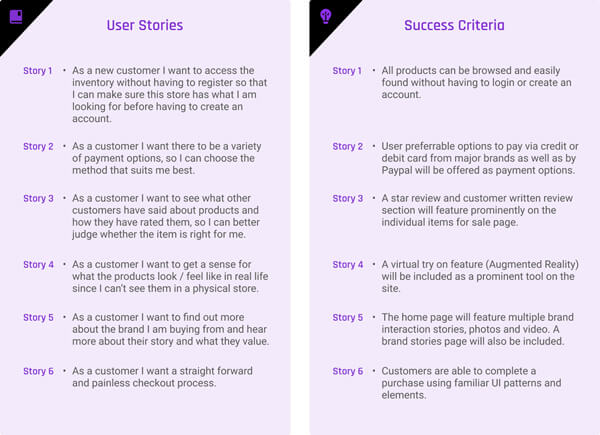 User Stories
Story 1 • As a new customer I want to access the
inventory without having to register so that
I can make sure this store has what I am
looking for before having to create an
account.
Story 2 • As a customer I want there to be a variety
of payment options, so I can choose the
method that suits me best.
Story 3 • As a customer I want to see what other
customers have said about products and
how they have rated them, so I can better
judge whether the item is right for me.
Story 4 • As a customer I want to get a sense for
what the products look / feel like in real life
since I can't see them in a physical store.
Story 5 • As a customer I want to find out more
about the brand I am buying from and hear
more about their story and what they value.
Story 6 • As a customer I want a straight forward
and painless checkout process.
Success Criteria
Story 1 • All products can be browsed and easily
found without having to login or create an
account.
Story 2 • User preferrable options to pay via credit or
debit card from major brands as well as by
Paypal will be offered as payment options.
Story 3 • A star review and customer written review
section will feature prominently on the
individual items for sale page.
Story 4 • A virtual try on feature (Augmented Reality)
will be included as a prominent tool on the
site.
Story 5 • The home page will feature multiple brand
interaction stories, photos and video. A
brand stories page will also be included.
Story 6 • Customers are able to complete a
purchase using familiar UI patterns and
elements.